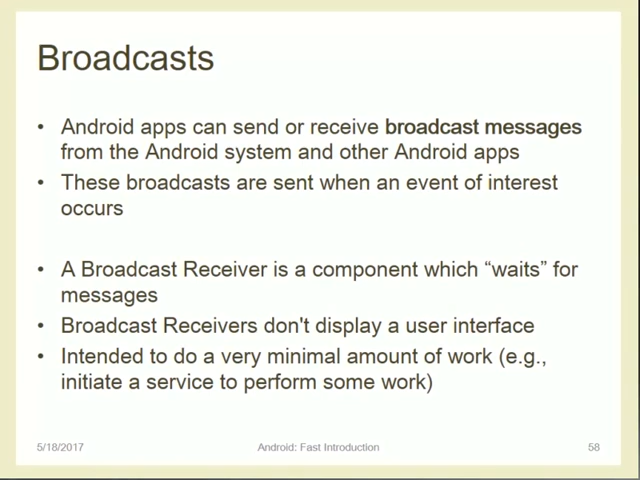 Broadcasts
• Android apps can send or receive broadcast messages
from the Android system and other Android apps
• These broadcasts are sent when an event of interest
occurs
• A Broadcast Receiver is a component which “waits” for
messages
• Broadcast Receivers don't display a user interface
• Intended to do a very minimal amount of work (e.g.,
initiate a service to perform some work)
5/18/2017 Android: Fast Introduction 58